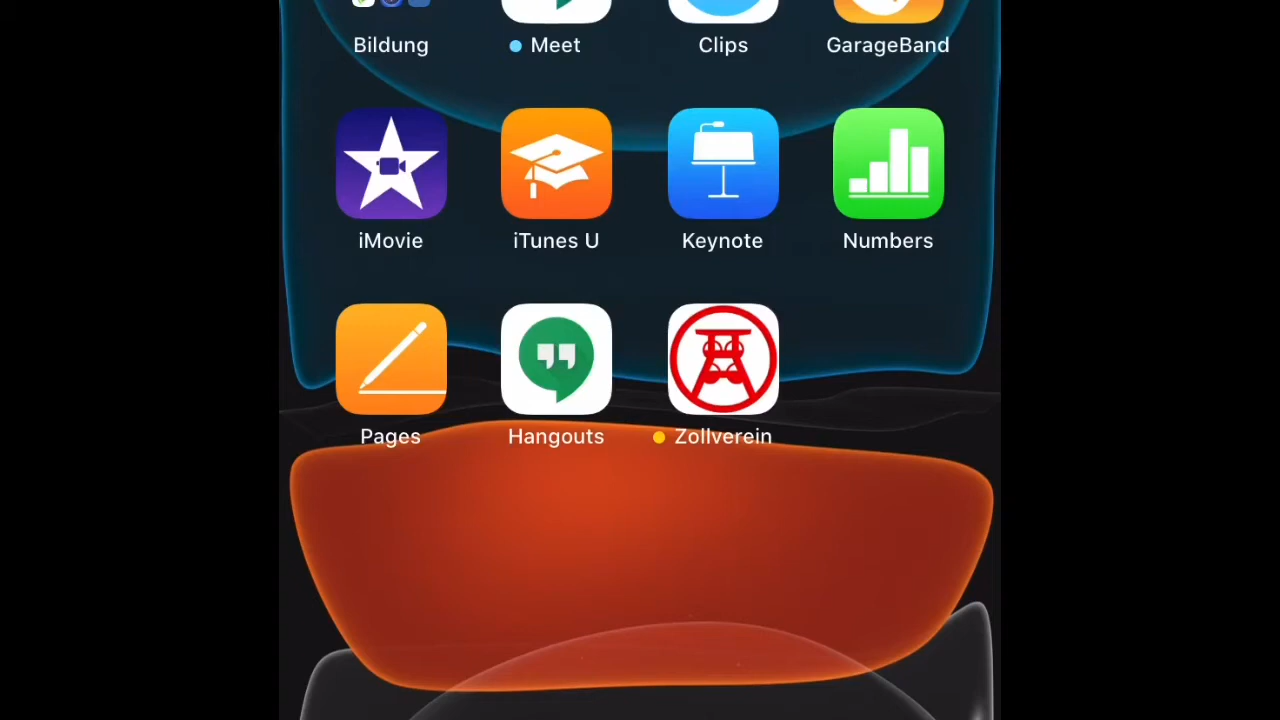 Bildung
Meet
Clips
GarageBand
iMovie
iTunes U
Keynote
Numbers
Pages
Hangouts
Zollverein